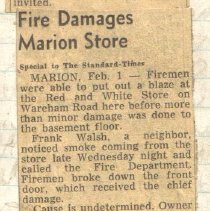 invited.
Fire Damages
Marion Store
Special to The Standard-Times
MARION, Feb. 1 — Firemen
were able to put out a blaze at
the Red and White Store on
Wareham Road here before more
than minor damage was done to
the basement floor.
Frank Walsh, a neighbor,
noticed smoke coming from the
store late Wednesday night and
called the Fire Department.
Firemen broke down the front
door, which received the chief
damage.
Cause is undetermined. Owner